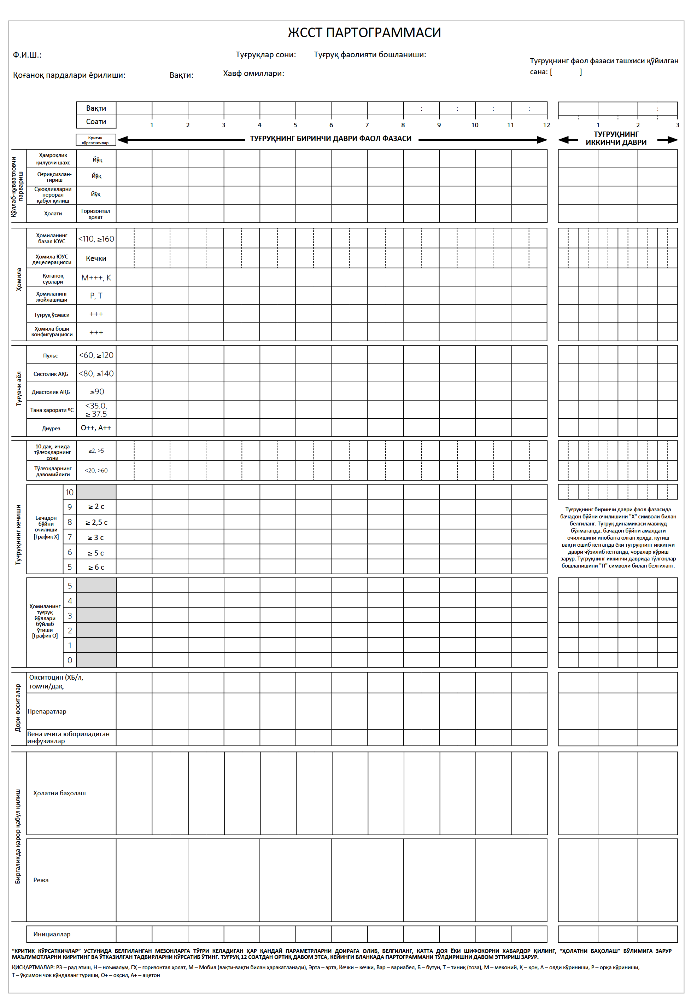 ЖССТ ПАРТОГРАММАСИ
Ф.И.Ш.:
Туғруқлар сони:
Туғруқ фаолияти бошланиши:
Туғруқнинг фаол фазаси ташхиси қўйилган
сана: [ ]
Қоғаноқ пардалари ёрилиши:
Вақти:
Хавф омиллари:
Вақти
: : : : :
Соати
1 2 3 4 5 6 7 8 9 10 11 12 1 2 3
Критик
кўрсаткичлар
ТУҒРУҚНИНГ БИРИНЧИ ДАВРИ ФАОЛ ФАЗАСИ
ТУҒРУҚНИНГ
ИККИНЧИ ДАВРИ
Қўллаб-қувватловчи
парвариш
Ҳамроҳлик
қилувчи шахс
Йўқ
Оғриқсизлан-
тириш
Йўқ
Суюқликларни
перорал
қабул қилиш
Йўқ
Ҳолати
Горизонтал
ҳолат
Ҳомила
Ҳомиланинг
базал ЮУС
<110, ≥160
Ҳомила ЮУС
децелерацияси
Кечки
Қоғаноқ
сувлари
М+++, К
Ҳомиланинг
жойлашиши
Р, Т
Туғруқ ўсмаси
+++
Ҳомила боши
конфигурацияси
+++
Туғувчи аёл
Пульс
<60, ≥120
Систолик АҚБ
<80, ≥140
Диастолик АҚБ
≥90
Тана ҳарорати ºС
<35.0,
≥ 37.5
Диурез
О++, А++
Туғруқнинг кечиши
10 дақ. ичида
тўлғоқларнинг
сони
≤2, >5
Тўлғоқларнинг
давомийлиги
<20, >60
Бачадон
бўйни
очилиши
[График Х]
10
9
≥ 2 с
8
≥ 2,5 с
7
≥ 3 с
6
≥ 5 с
5
≥ 6 с
Туғруқнинг биринчи даври фаол фазасида
бачадон бўйни очилишини "Х" символи билан
белгиланг. Туғруқ динамикаси мавжуд
бўлмаганда, бачадон бўйни амалдаги
очилишини инобатга олган ҳолда, кутиш
вақти ошиб кетганда ёки туғруқнинг иккинчи
даври чўзилиб кетганда, чоралар кўриш
зарур. Туғруқнинг иккинчи даврида тўлғоқлар
бошланишини "П" символи билан белгиланг.
Ҳомиланинг
туғруқ
йўллари
бўйлаб
ўтиши
[График О]
5
4
3
2
1
0
Дори-воситалар
Окситоцин (ХБ/л,
томчи/дақ.
Препаратлар
Вена ичига юбориладиган
инфузиялар
Биргаликда қарор қабул қилиш
Ҳолатни баҳолаш
Режа
Инициаллар
“КРИТИК КЎРСАТКИЧЛАР” УСТУНИДА БЕЛГИЛАНГАН МЕЗОНЛАРГА ТЎҒРИ КЕЛАДИГАН ҲАР ҚАНДАЙ ПАРАМЕТРЛАРНИ ДОИРАГА ОЛИБ, БЕЛГИЛАНГ, КАТТА ДОЯ ЁКИ ШИФОКОРНИ ХАБАРДОР ҚИЛИНГ, “ҲОЛАТНИ БАҲОЛАШ” БЎЛИМИГА ЗАРУР
МАЪЛУМОТЛАРНИ КИРИТИНГ ВА ЎТКАЗИЛГАН ТАДБИРЛАРНИ КЎРСАТИБ ЎТИНГ. ТУҒРУҚ 12 СОАТДАН ОРТИҚ ДАВОМ ЭТСА, КЕЙИНГИ БЛАНКАДА ПАРТОГРАММАНИ ТЎЛДИРИШНИ ДАВОМ ЭТТИРИШ ЗАРУР.
ҚИСҚАРТМАЛАР: РЭ – рад этиш, Н – ноъмалум, ГҲ – горизонтал ҳолат, М – Мобил (вақти-вақти билан ҳаракатланади), Эрта – эрта, Кечки – кечки, Вар – вариабел, Б – бутун, Т – тиниқ (тоза), М – меконий, Қ – қон, А – олди кўриниши, Р – орқа кўриниши,
Т – ўқсимон чок кўндаланг туриши, О+ – оқсил, А+ – ацетон